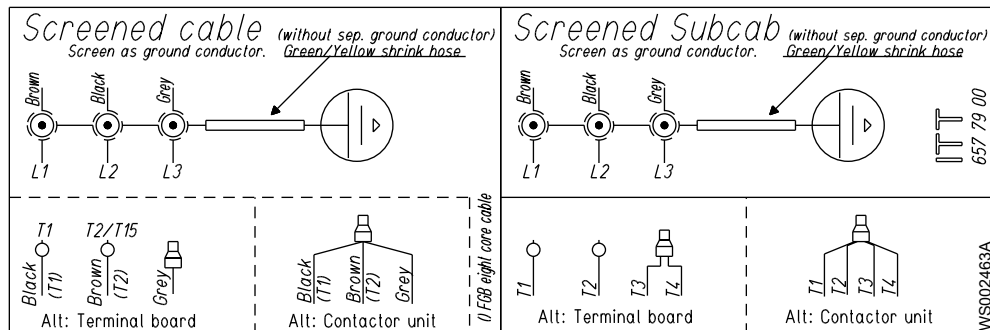 Screened cable (without sep. ground conductor)
Screen as ground conductor. Green/Yellow shrink hose
Brown Black Grey
L1 L2 L3
T1 T2/T15
Black (T1) Brown (T2) Grey
Alt: Terminal board
Black (T1) Brown (T2) Grey
Alt: Contactor unit
() FGB eight core cable
Screened Subcab (without sep. ground conductor)
Screen as ground conductor. Green/Yellow shrink hose
Brown Black Grey
L1 L2 L3
T1 T2 T3 T4
Alt: Terminal board
T1 T2 T3 T4
Alt: Contactor unit
ITT
657 79 00
WS002463A